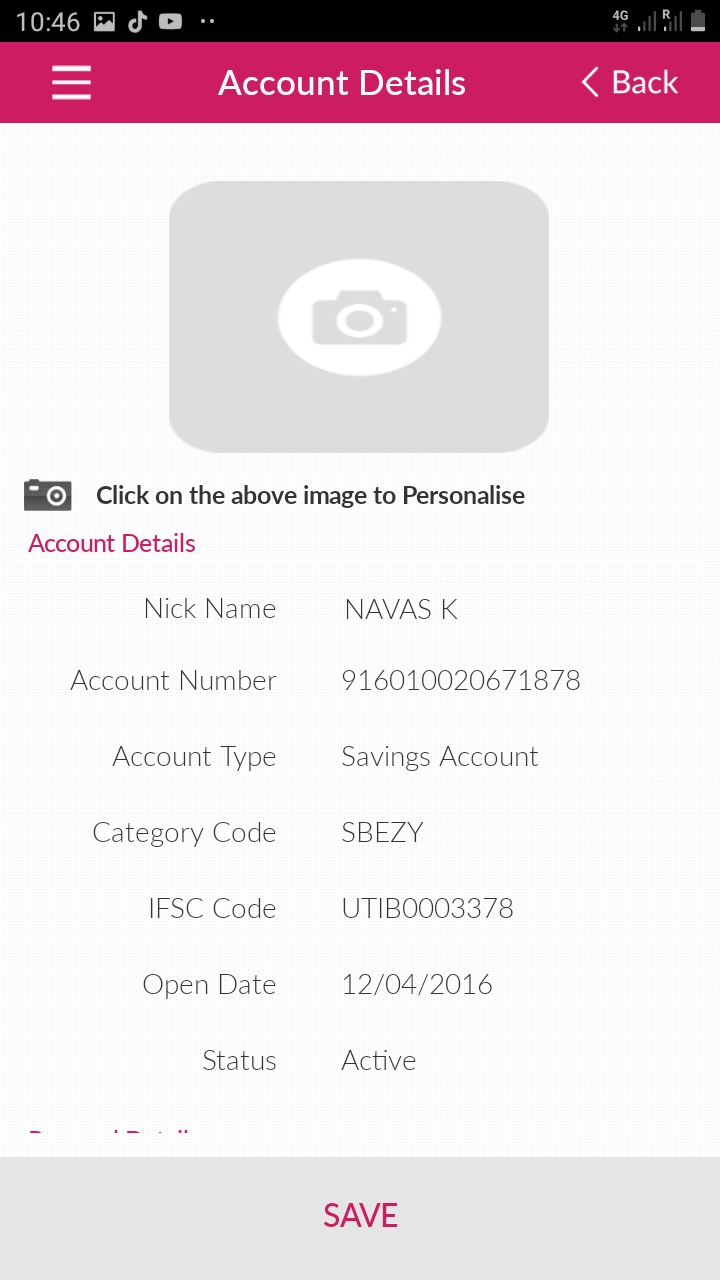 10:46
4G R
Account Details
Back
Click on the above image to Personalise
Account Details
Nick Name NAVAS K
Account Number 916010020671878
Account Type Savings Account
Category Code SBEZY
IFSC Code UTIB0003378
Open Date 12/04/2016
Status Active
SAVE